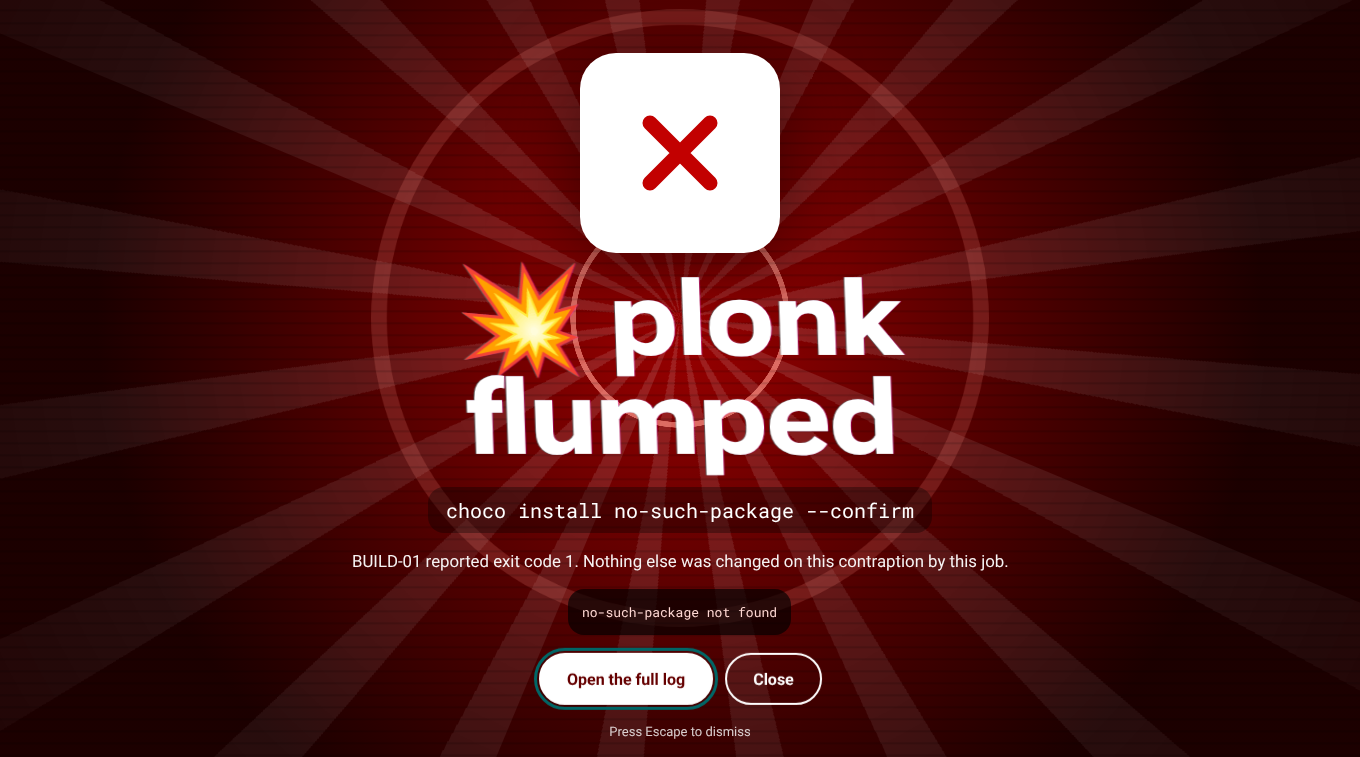 💥 plonk
flumped
choco install no-such-package --confirm
BUILD-01 reported exit code 1. Nothing else was changed on this contraption by this job.
no-such-package not found
Open the full log
Close
Press Escape to dismiss